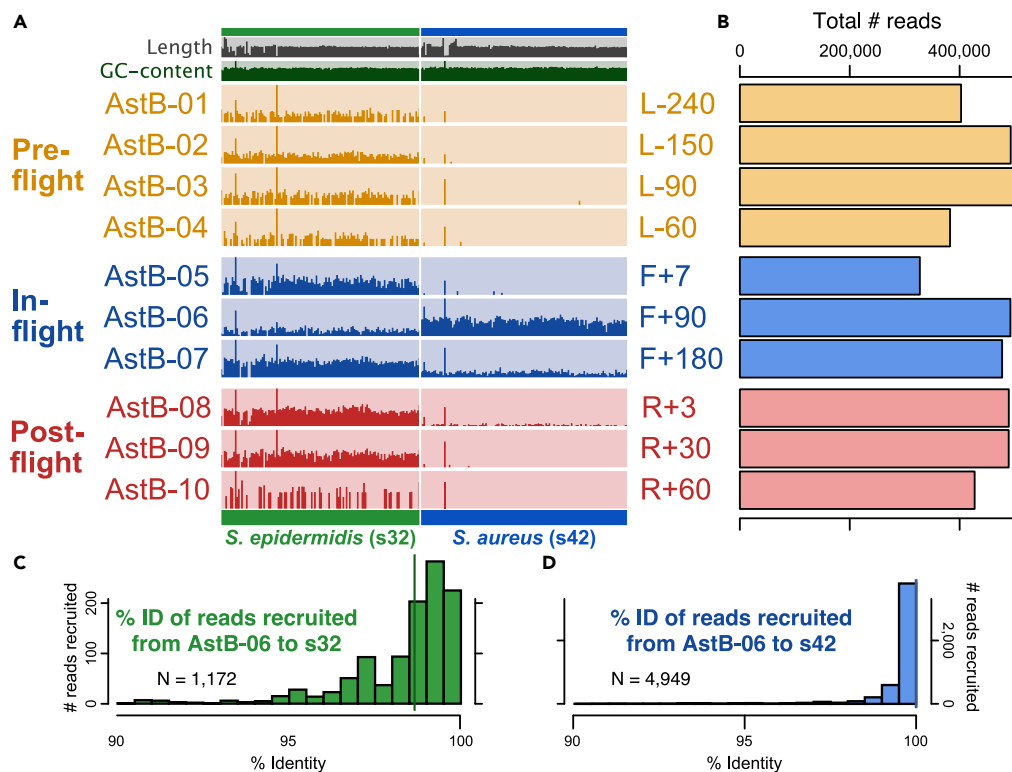 A
Length
GC-content
AstB-01
AstB-02
AstB-03
AstB-04
Pre-
flight
AstB-05
AstB-06
AstB-07
In-
flight
AstB-08
AstB-09
AstB-10
Post-
flight
L-240
L-150
L-90
L-60
F+7
F+90
F+180
R+3
R+30
R+60
S. epidermidis (s32)
S. aureus (s42)
B
Total # reads
0
200,000
400,000
C
% ID of reads recruited
from AstB-06 to s32
N = 1,172
# reads recruited
0
100
200
90
95
100
% Identity
D
% ID of reads recruited
from AstB-06 to s42
N = 4,949
# reads recruited
0
2,000
90
95
100
% Identity